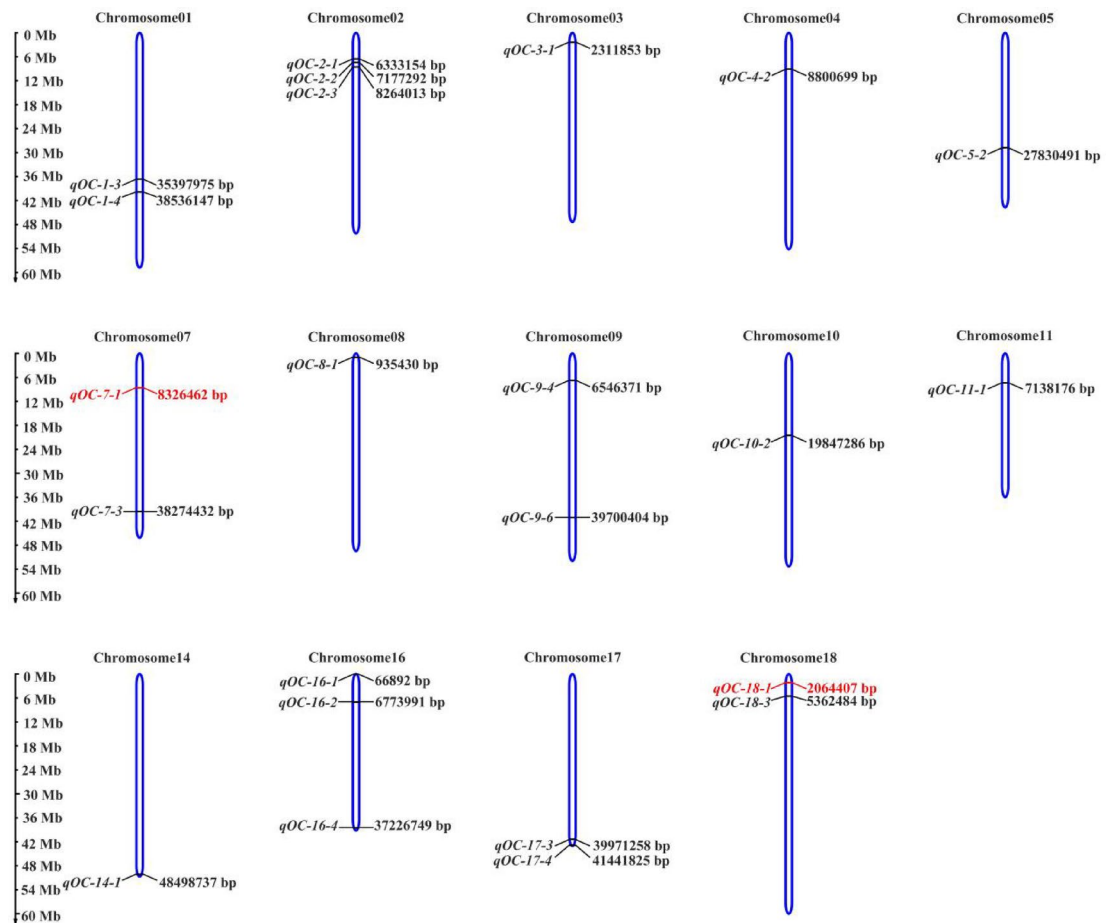 Chromosome01 Chromosome02 Chromosome03 Chromosome04 Chromosome05
0 Mb
6 Mb
12 Mb
18 Mb
24 Mb
30 Mb
36 Mb
42 Mb
48 Mb
54 Mb
60 Mb
qOC-1-3 35397975 bp
qOC-1-4 38536147 bp
qOC-2-1 6333154 bp
qOC-2-2 7177292 bp
qOC-2-3 8264013 bp
qOC-3-1 2311853 bp
qOC-4-2 8800699 bp
qOC-5-2 27830491 bp
Chromosome07 Chromosome08 Chromosome09 Chromosome10 Chromosome11
0 Mb
6 Mb
12 Mb
18 Mb
24 Mb
30 Mb
36 Mb
42 Mb
48 Mb
54 Mb
60 Mb
qOC-7-1 8326462 bp
qOC-7-3 38274432 bp
qOC-8-1 935430 bp
qOC-9-4 6546371 bp
qOC-9-6 39700404 bp
qOC-10-2 19847286 bp
qOC-11-1 7138176 bp
Chromosome14 Chromosome16 Chromosome17 Chromosome18
0 Mb
6 Mb
12 Mb
18 Mb
24 Mb
30 Mb
36 Mb
42 Mb
48 Mb
54 Mb
60 Mb
qOC-14-1 48498737 bp
qOC-16-1 66892 bp
qOC-16-2 6773991 bp
qOC-16-4 37226749 bp
qOC-17-3 39971258 bp
qOC-17-4 41441825 bp
qOC-18-1 2064407 bp
qOC-18-3 5362484 bp